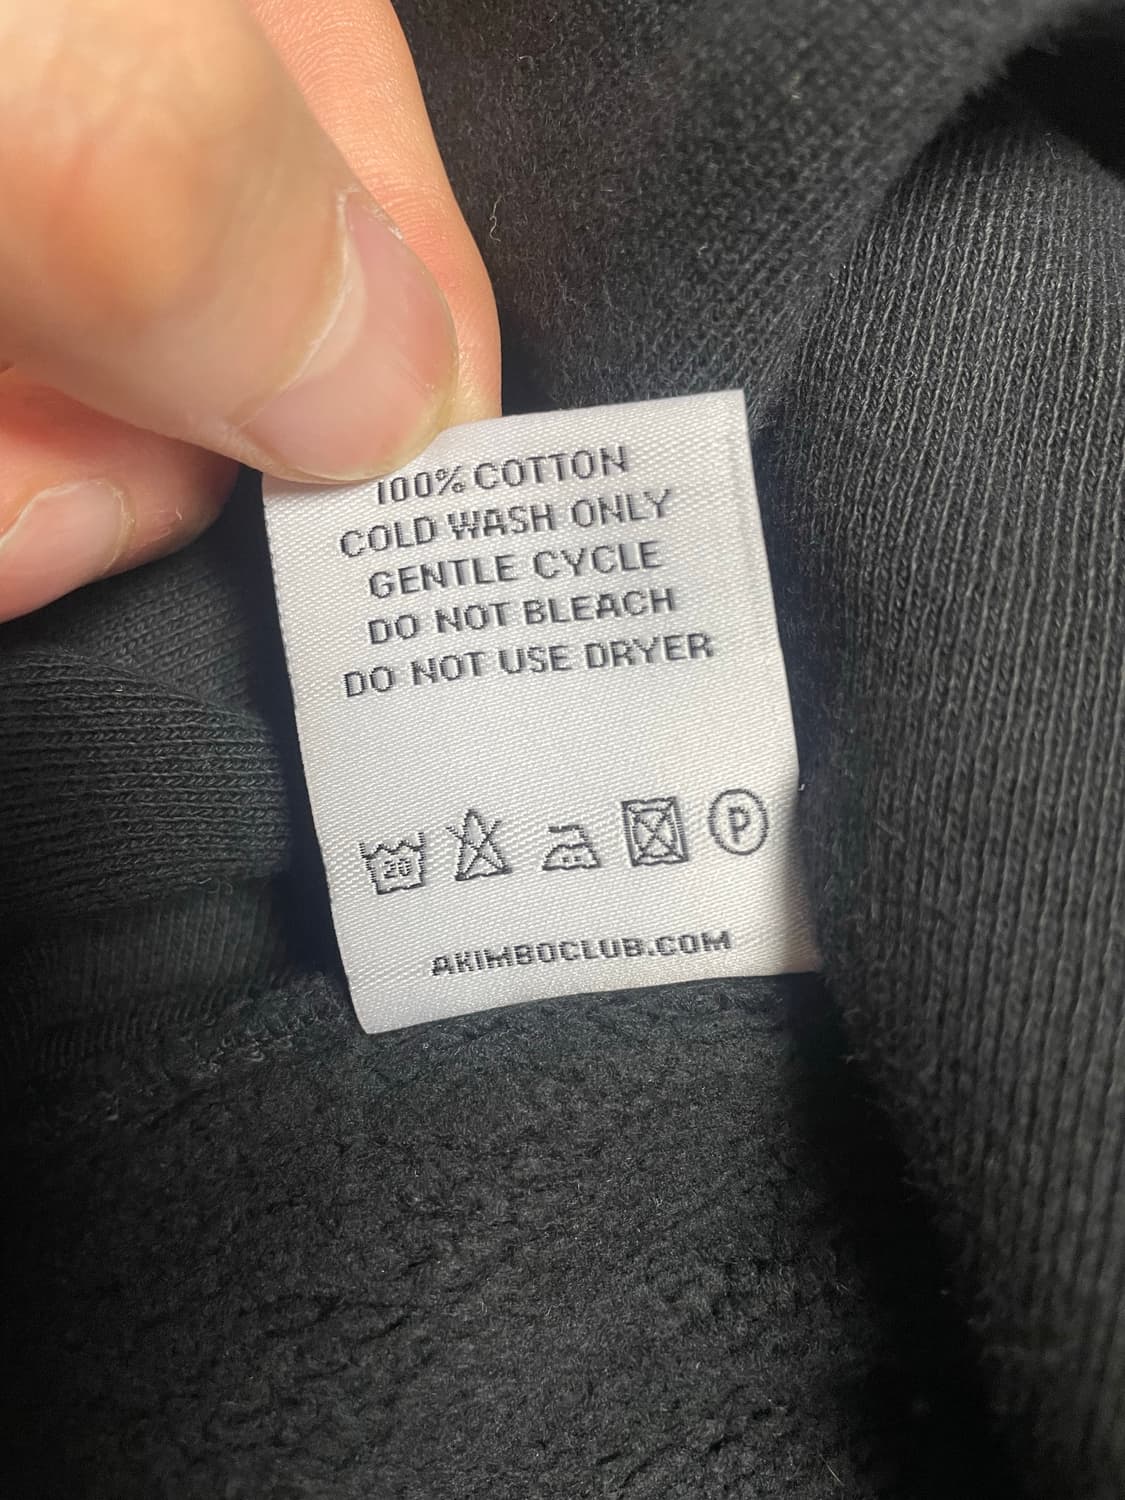 100% COTTON
COLD WASH ONLY
GENTLE CYCLE
DO NOT BLEACH
DO NOT USE DRYER
20
P
AKIMBOCLUB.COM